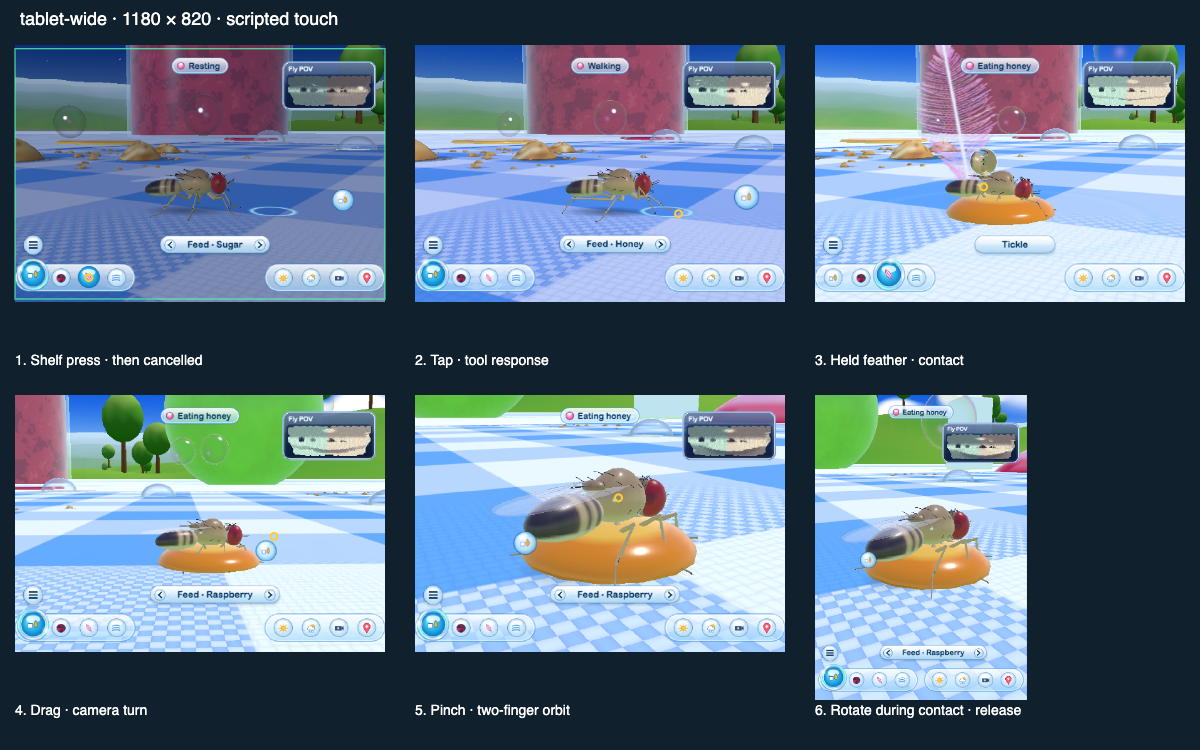 tablet-wide · 1180 × 820 · scripted touch
Resting
Fly POV
Feed · Sugar
1. Shelf press · then cancelled
Walking
Fly POV
Feed · Honey
2. Tap · tool response
Eating honey
Fly POV
Tickle
3. Held feather · contact
Eating honey
Fly POV
Feed · Raspberry
4. Drag · camera turn
Eating honey
Fly POV
Feed · Raspberry
5. Pinch · two-finger orbit
Eating honey
Fly POV
Feed · Raspberry
6. Rotate during contact · release